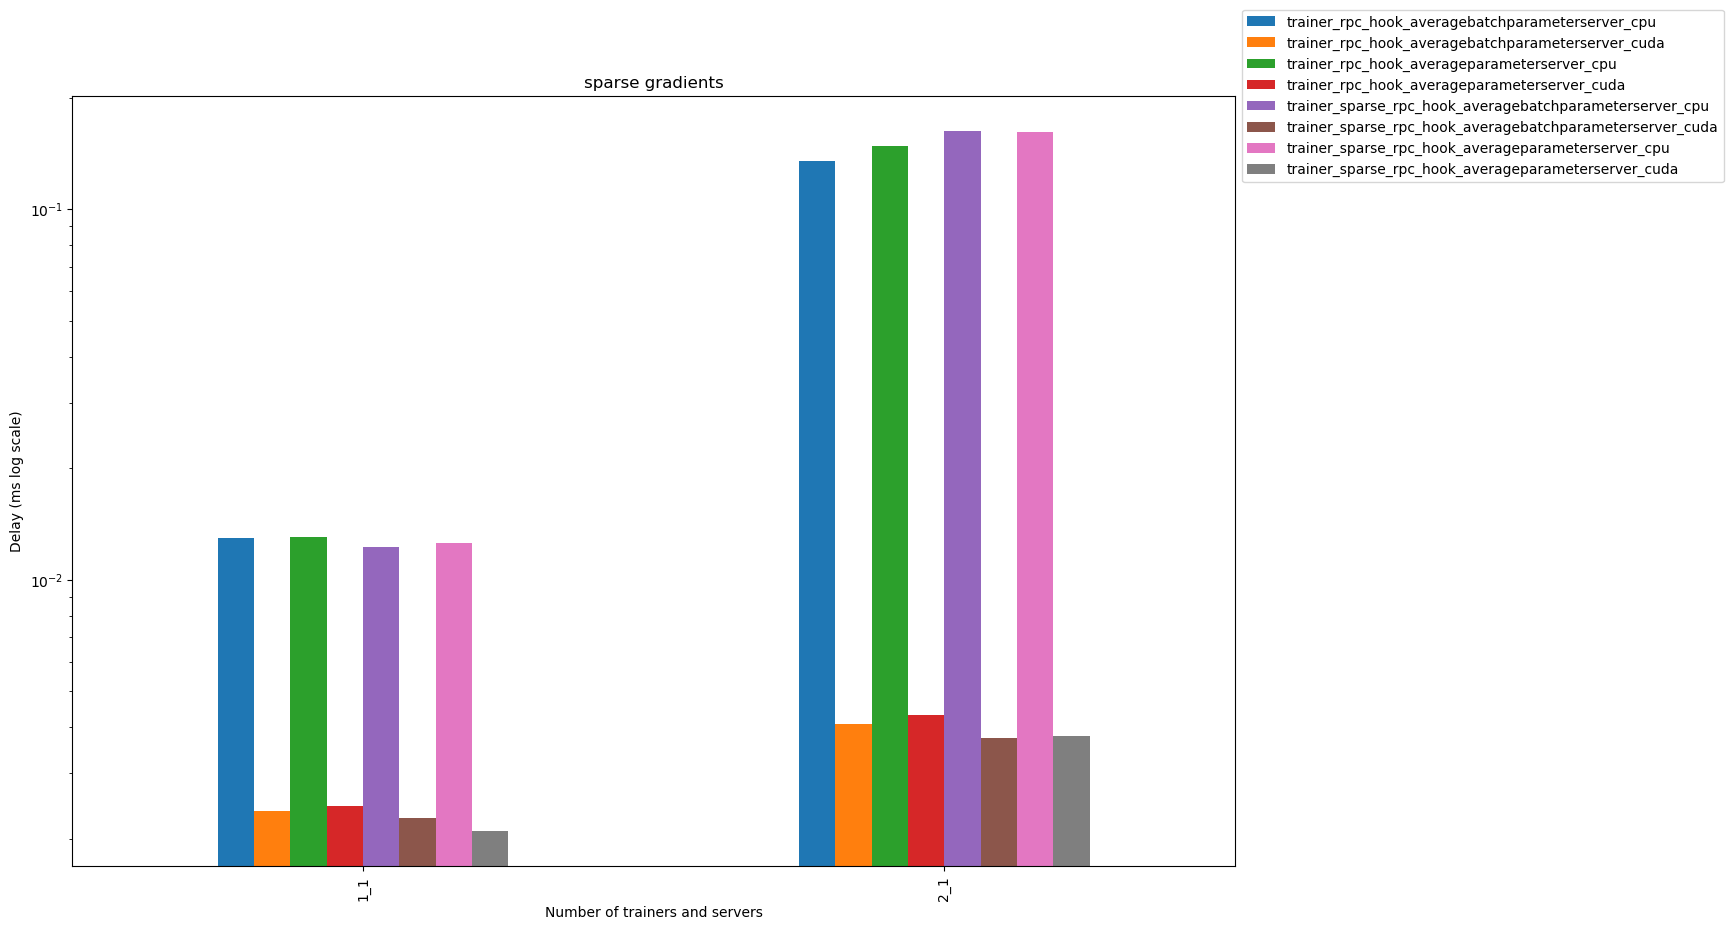 sparse gradients
trainer_rpc_hook_averagebatchparameterserver_cpu
trainer_rpc_hook_averagebatchparameterserver_cuda
trainer_rpc_hook_averageparameterserver_cpu
trainer_rpc_hook_averageparameterserver_cuda
trainer_sparse_rpc_hook_averagebatchparameterserver_cpu
trainer_sparse_rpc_hook_averagebatchparameterserver_cuda
trainer_sparse_rpc_hook_averageparameterserver_cpu
trainer_sparse_rpc_hook_averageparameterserver_cuda
Delay (ms log scale)
10⁻¹
10⁻²
1_1
2_1
Number of trainers and servers